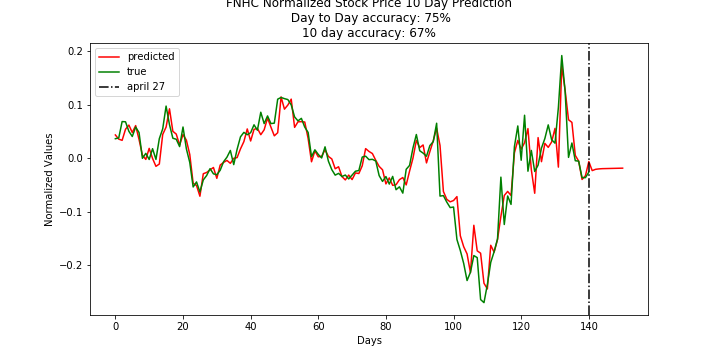 FNHC Normalized Stock Price 10 Day Prediction
Day to Day accuracy: 75%
10 day accuracy: 67%
predicted
true
april 27
Normalized Values
0.2
0.1
0.0
−0.1
−0.2
0
20
40
60
80
100
120
140
Days